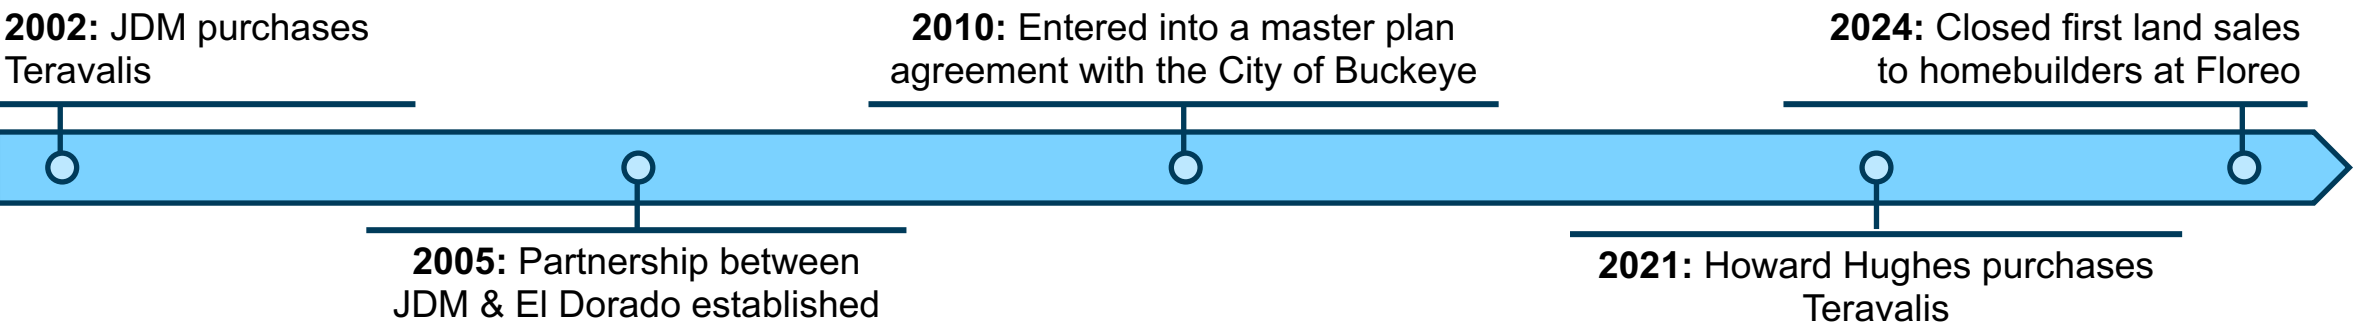 2002: JDM purchases
Teravalis
2005: Partnership between
JDM & El Dorado established
2010: Entered into a master plan
agreement with the City of Buckeye
2021: Howard Hughes purchases
Teravalis
2024: Closed first land sales
to homebuilders at Floreo